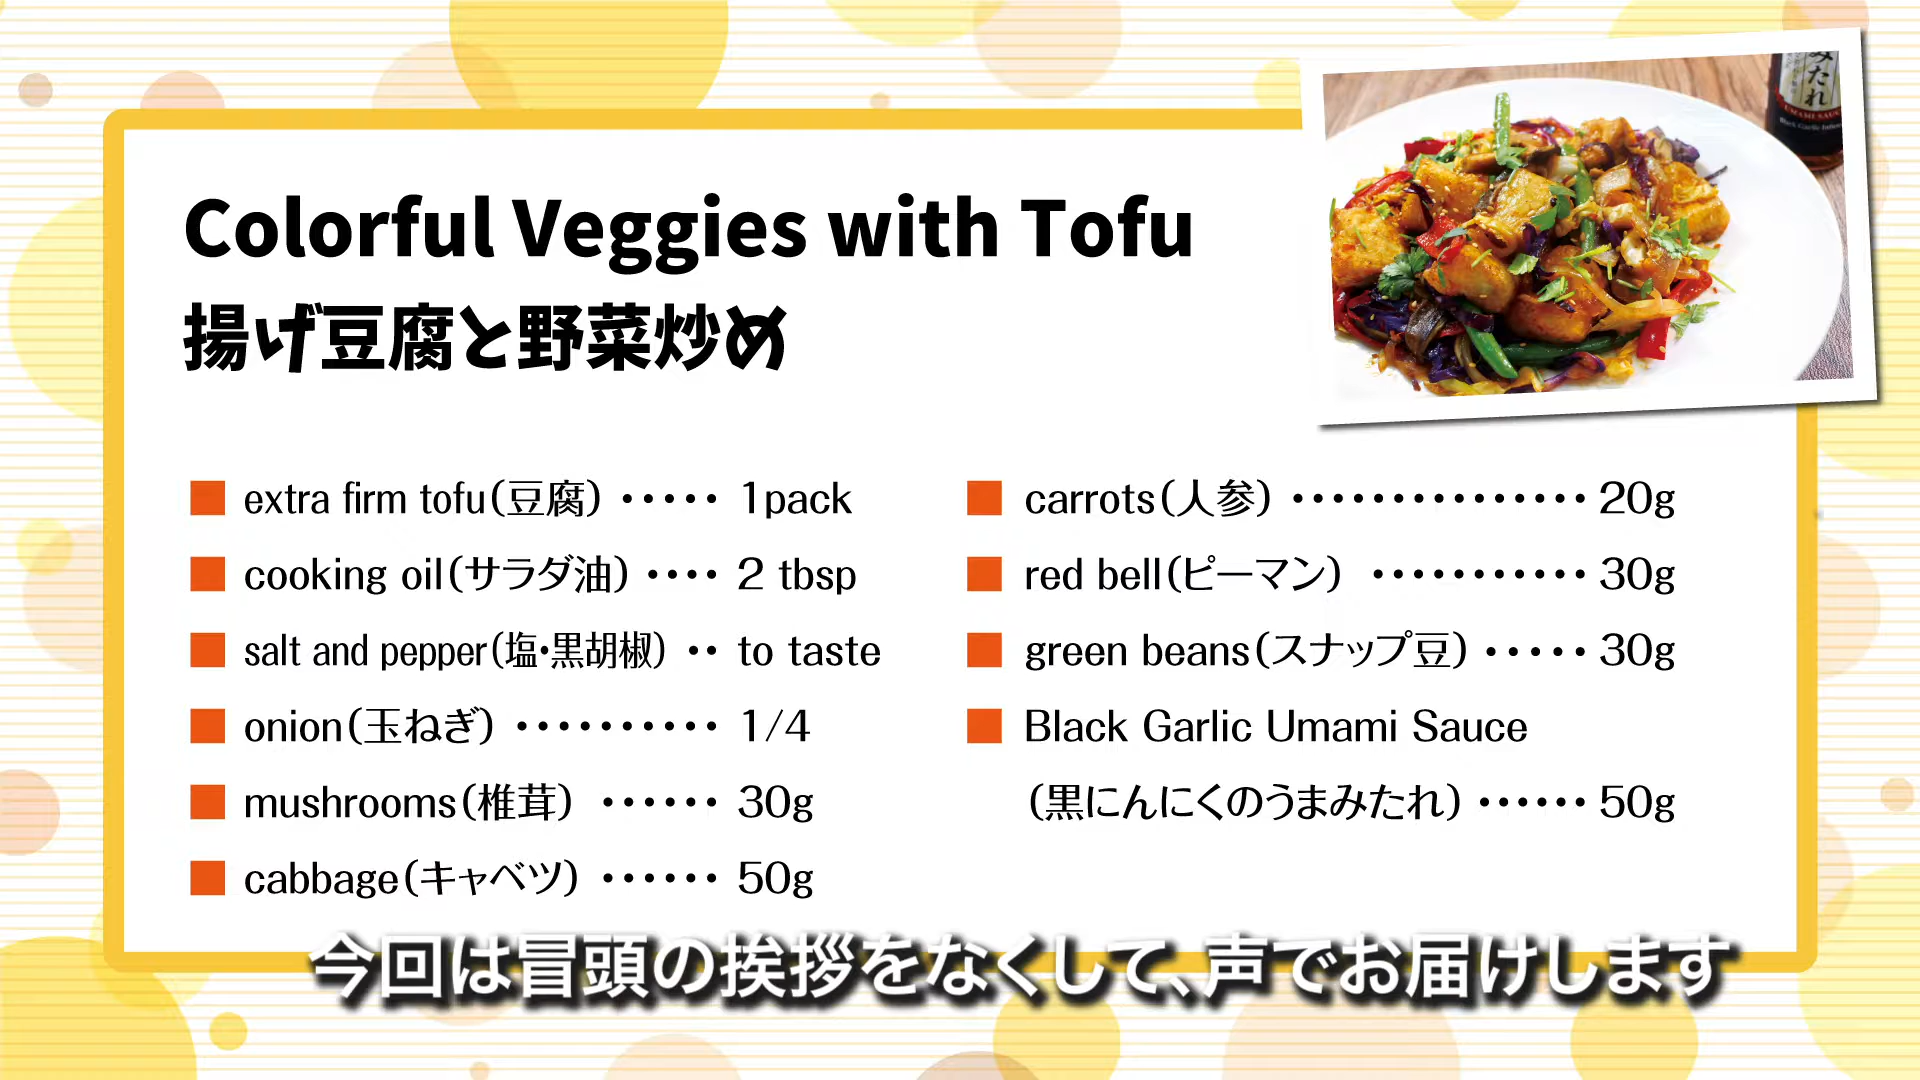 Colorful Veggies with Tofu
揚げ豆腐と野菜炒め
みたれ
UMAMI SAUCE
■ extra firm tofu(豆腐) ・・・・・ 1pack
■ cooking oil(サラダ油) ・・・・ 2 tbsp
■ salt and pepper(塩・黒胡椒) ・・ to taste
■ onion(玉ねぎ) ・・・・・・・・・・ 1/4
■ mushrooms(椎茸) ・・・・・・ 30g
■ cabbage(キャベツ) ・・・・・・ 50g
■ carrots(人参) ・・・・・・・・・・・・・・・ 20g
■ red bell(ピーマン) ・・・・・・・・・・・ 30g
■ green beans(スナップ豆) ・・・・・ 30g
■ Black Garlic Umami Sauce
(黒にんにくのうまみたれ) ・・・・・・ 50g
今回は冒頭の挨拶をなくして、声でお届けします